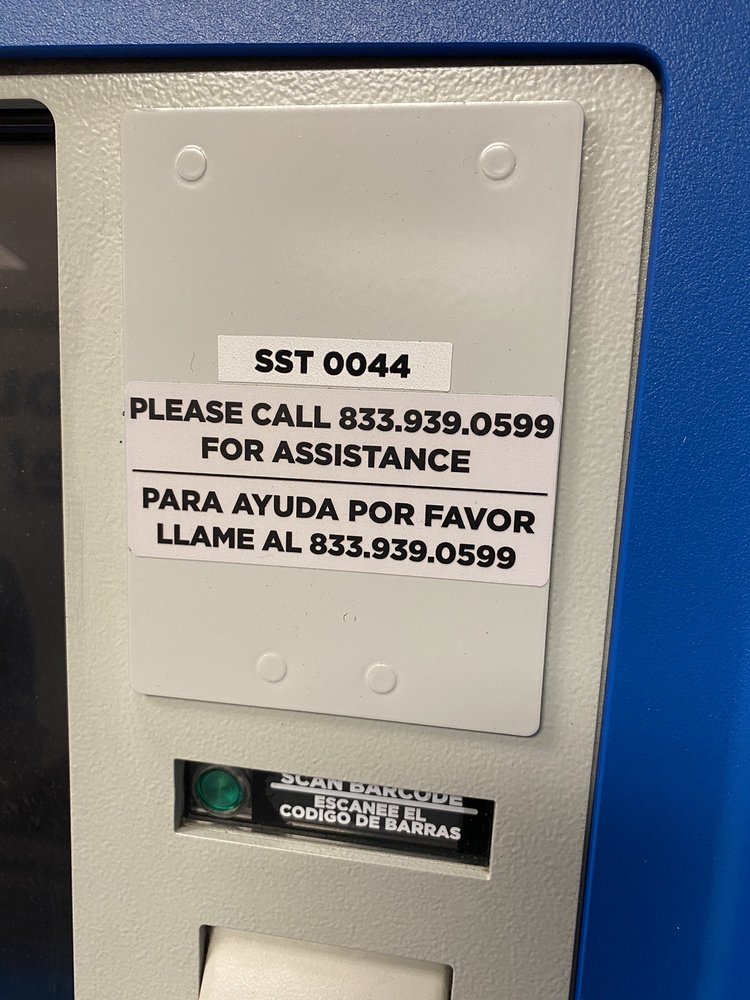 SST 0044
PLEASE CALL 833.939.0599
FOR ASSISTANCE
PARA AYUDA POR FAVOR
LLAME AL 833.939.0599
SCAN BARCODE
ESCANEE EL
CODIGO DE BARRAS